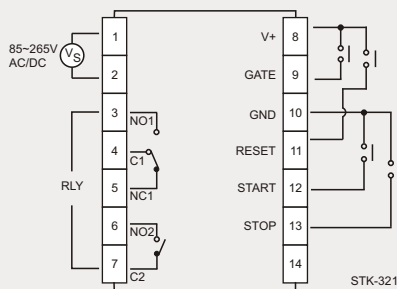 85~265V
AC/DC
VS
1
2
3
4
5
6
7
NO1
C1
NC1
NO2
C2
RLY
V+
GATE
GND
RESET
START
STOP
8
9
10
11
12
13
14
STK-321